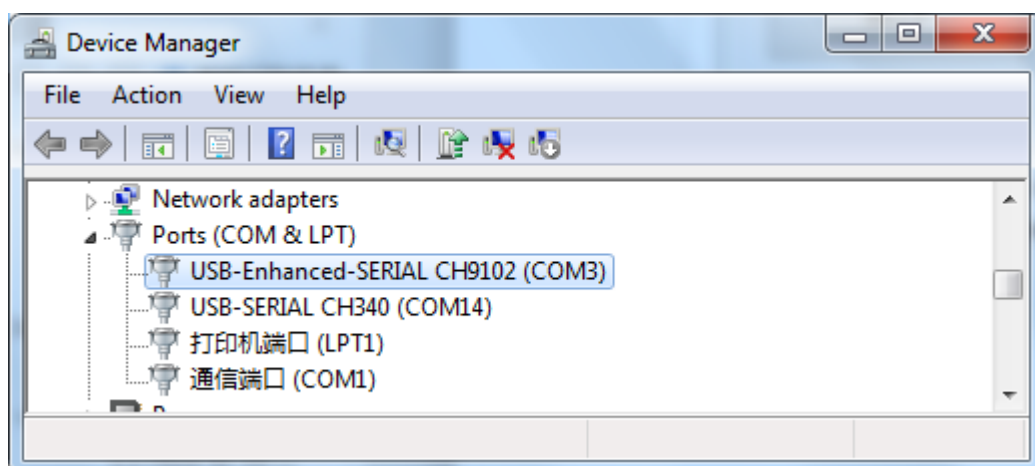 Device Manager
File Action View Help
Network adapters
Ports (COM & LPT)
USB-Enhanced-SERIAL CH9102 (COM3)
USB-SERIAL CH340 (COM14)
打印机端口 (LPT1)
通信端口 (COM1)